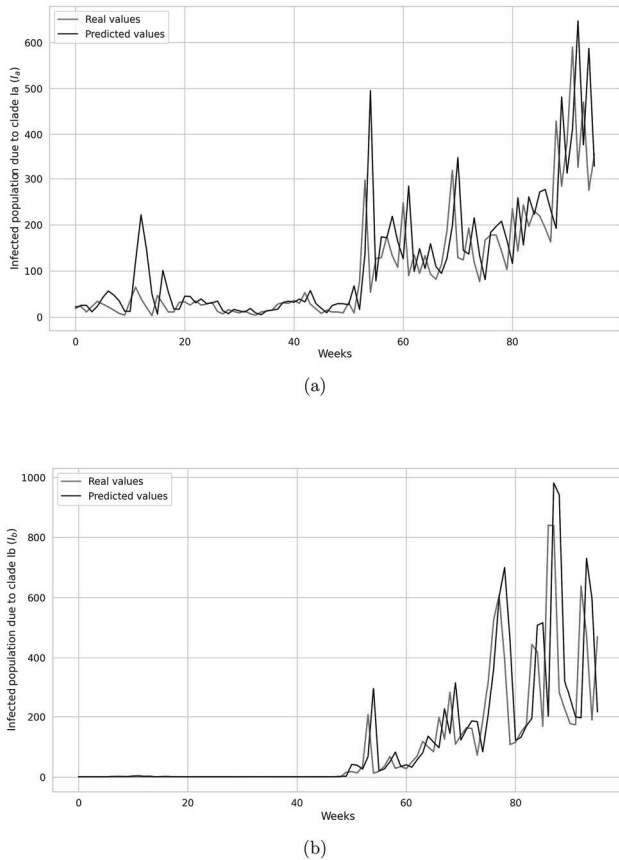 Real values
Predicted values
600
500
400
300
200
100
0
Infected population due to clade Ia (Ia)
0
20
40
60
80
Weeks
(a)
Real values
Predicted values
1000
800
600
400
200
0
Infected population due to clade Ib (Ib)
0
20
40
60
80
Weeks
(b)